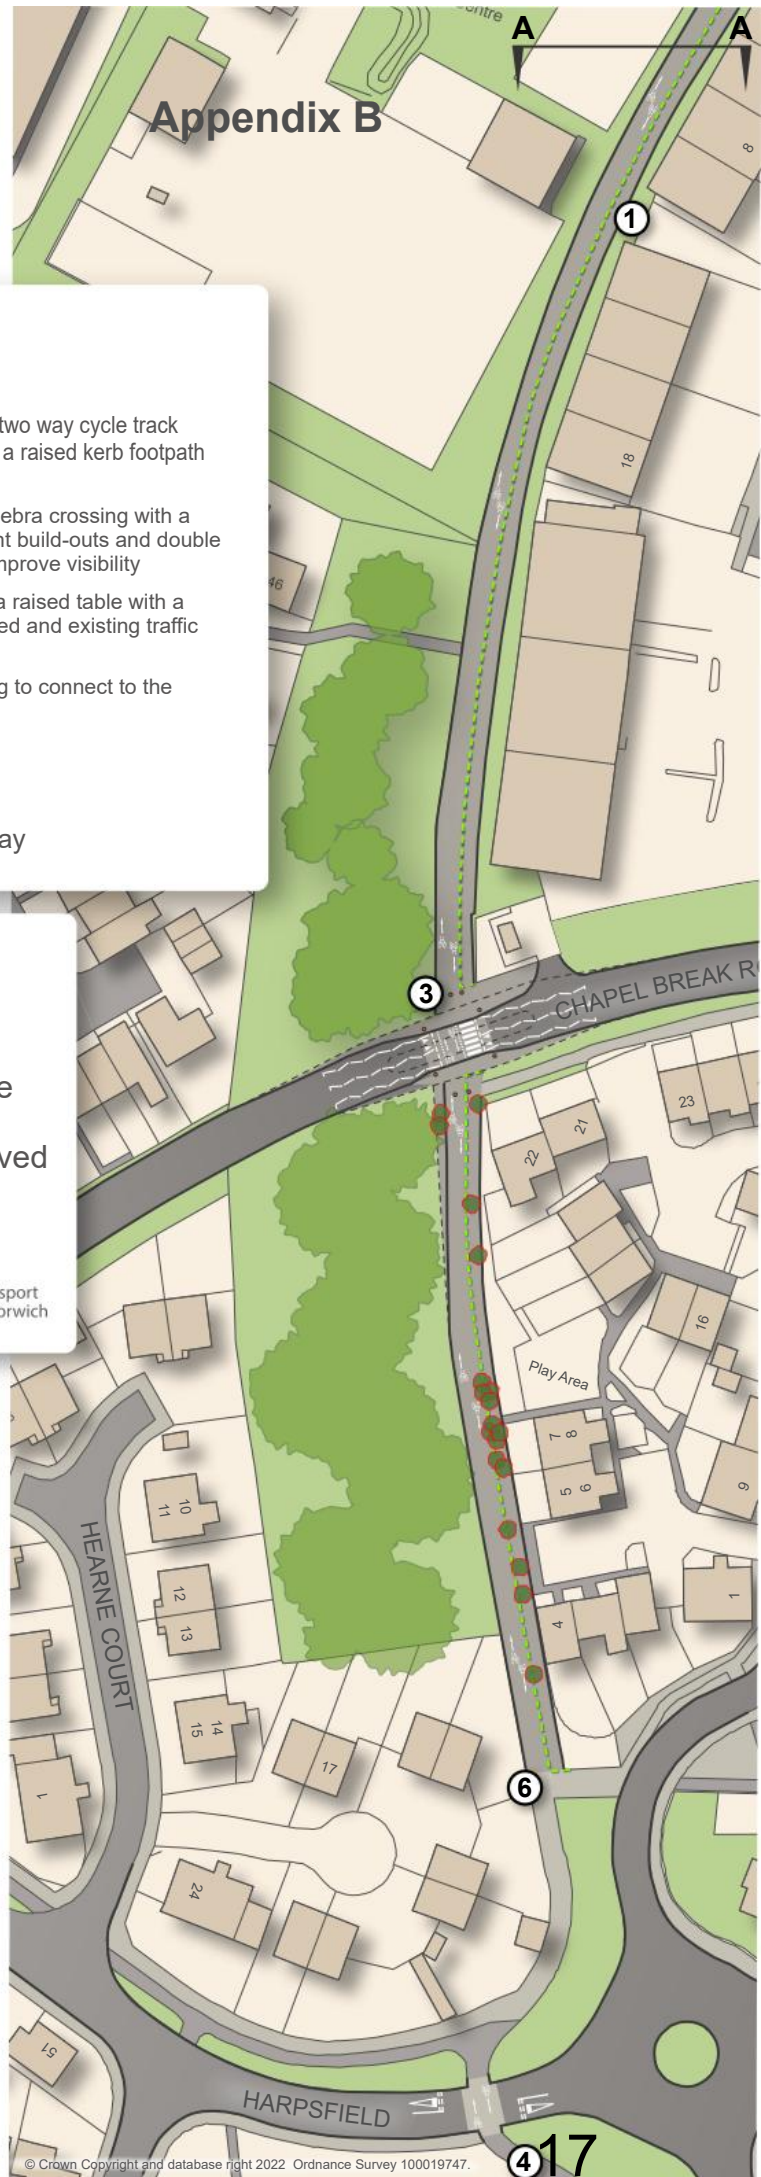 A A
Appendix B
8
1
18
two way cycle track
a raised kerb footpath
ebra crossing with a
nt build-outs and double
mprove visibility
a raised table with a
ed and existing traffic
g to connect to the
ay
46
3
CHAPEL BREAK R
e
ved
sport
orwich
23
21
22
16
Play Area
7 8
5 6
9
10
11
HEARNE COURT
12
13
4
1
14
15
17
1
6
24
51
HARPSFIELD
4
17
© Crown Copyright and database right 2022 Ordnance Survey 100019747.